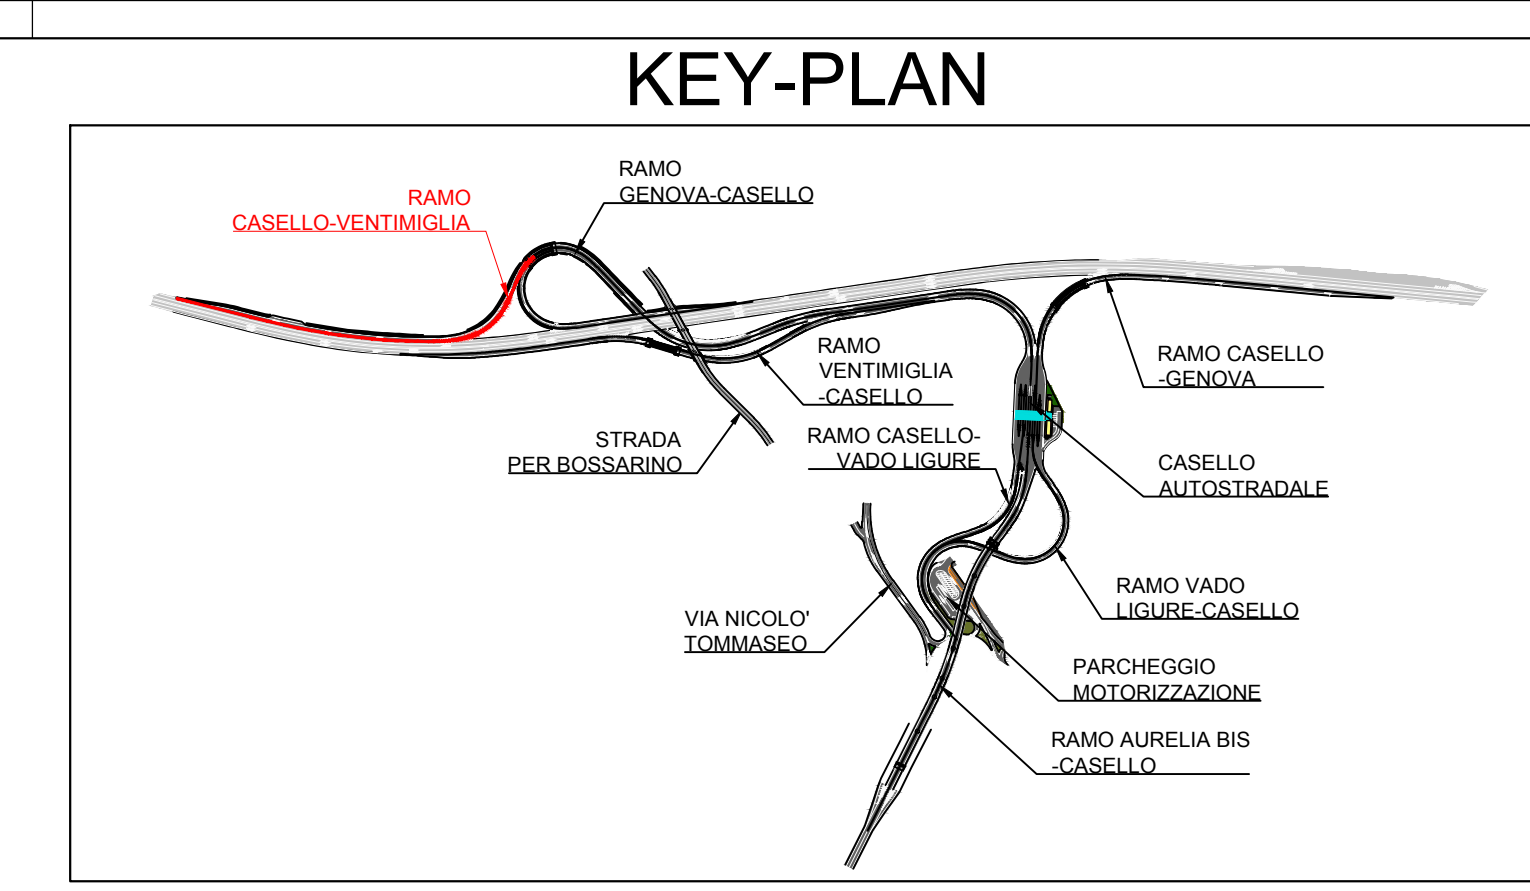 KEY-PLAN
RAMO
GENOVA-CASELLO
RAMO
CASELLO-VENTIMIGLIA
RAMO
VENTIMIGLIA
-CASELLO
RAMO CASELLO
-GENOVA
STRADA
PER BOSSARINO
RAMO CASELLO-
VADO LIGURE
CASELLO
AUTOSTRADALE
RAMO VADO
LIGURE-CASELLO
VIA NICOLO'
TOMMASEO
PARCHEGGIO
MOTORIZZAZIONE
RAMO AURELIA BIS
-CASELLO